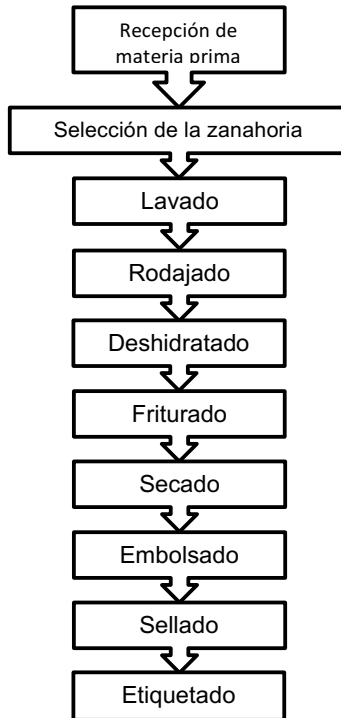 Recepción de
materia prima
Selección de la zanahoria
Lavado
Rodajado
Deshidratado
Friturado
Secado
Embolsado
Sellado
Etiquetado